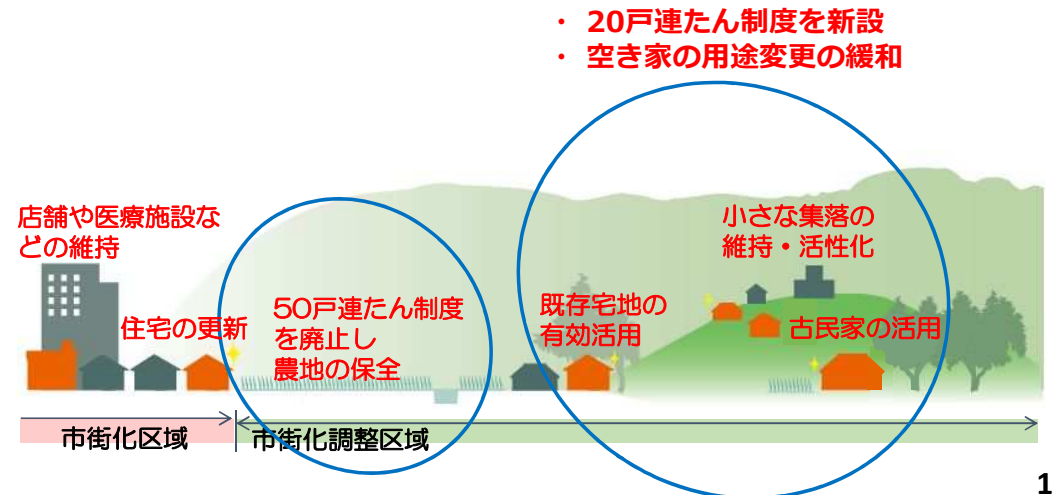 ・ 20戸連たん制度を新設
・ 空き家の用途変更の緩和
店舗や医療施設な
どの維持
住宅の更新
50戸連たん制度
を廃止し
農地の保全
既存宅地の
有効活用
小さな集落の
維持・活性化
古民家の活用
市街化区域
市街化調整区域
1